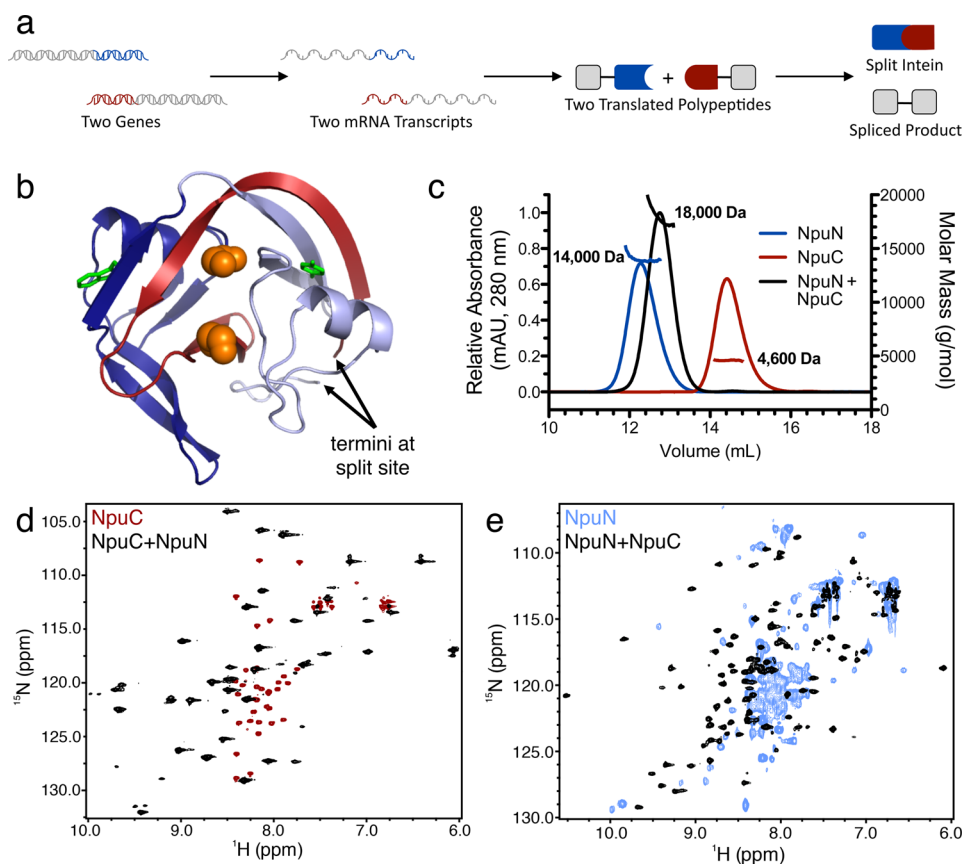 a
Two Genes
Two mRNA Transcripts
Two Translated Polypeptides
+
Split Intein
Spliced Product
b
termini at
split site
c
Relative Absorbance
(mAU, 280 nm)
1.0
0.8
0.6
0.4
0.2
0.0
10
12
14
16
18
Volume (mL)
20000
15000
10000
5000
0
Molar Mass (g/mol)
14,000 Da
18,000 Da
4,600 Da
NpuN
NpuC
NpuN +
NpuC
d
NpuC
NpuC+NpuN
15N (ppm)
105.0
110.0
115.0
120.0
125.0
130.0
10.0
9.0
8.0
7.0
6.0
1H (ppm)
e
NpuN
NpuN+NpuC
15N (ppm)
110.0
120.0
130.0
10.0
9.0
8.0
7.0
6.0
1H (ppm)